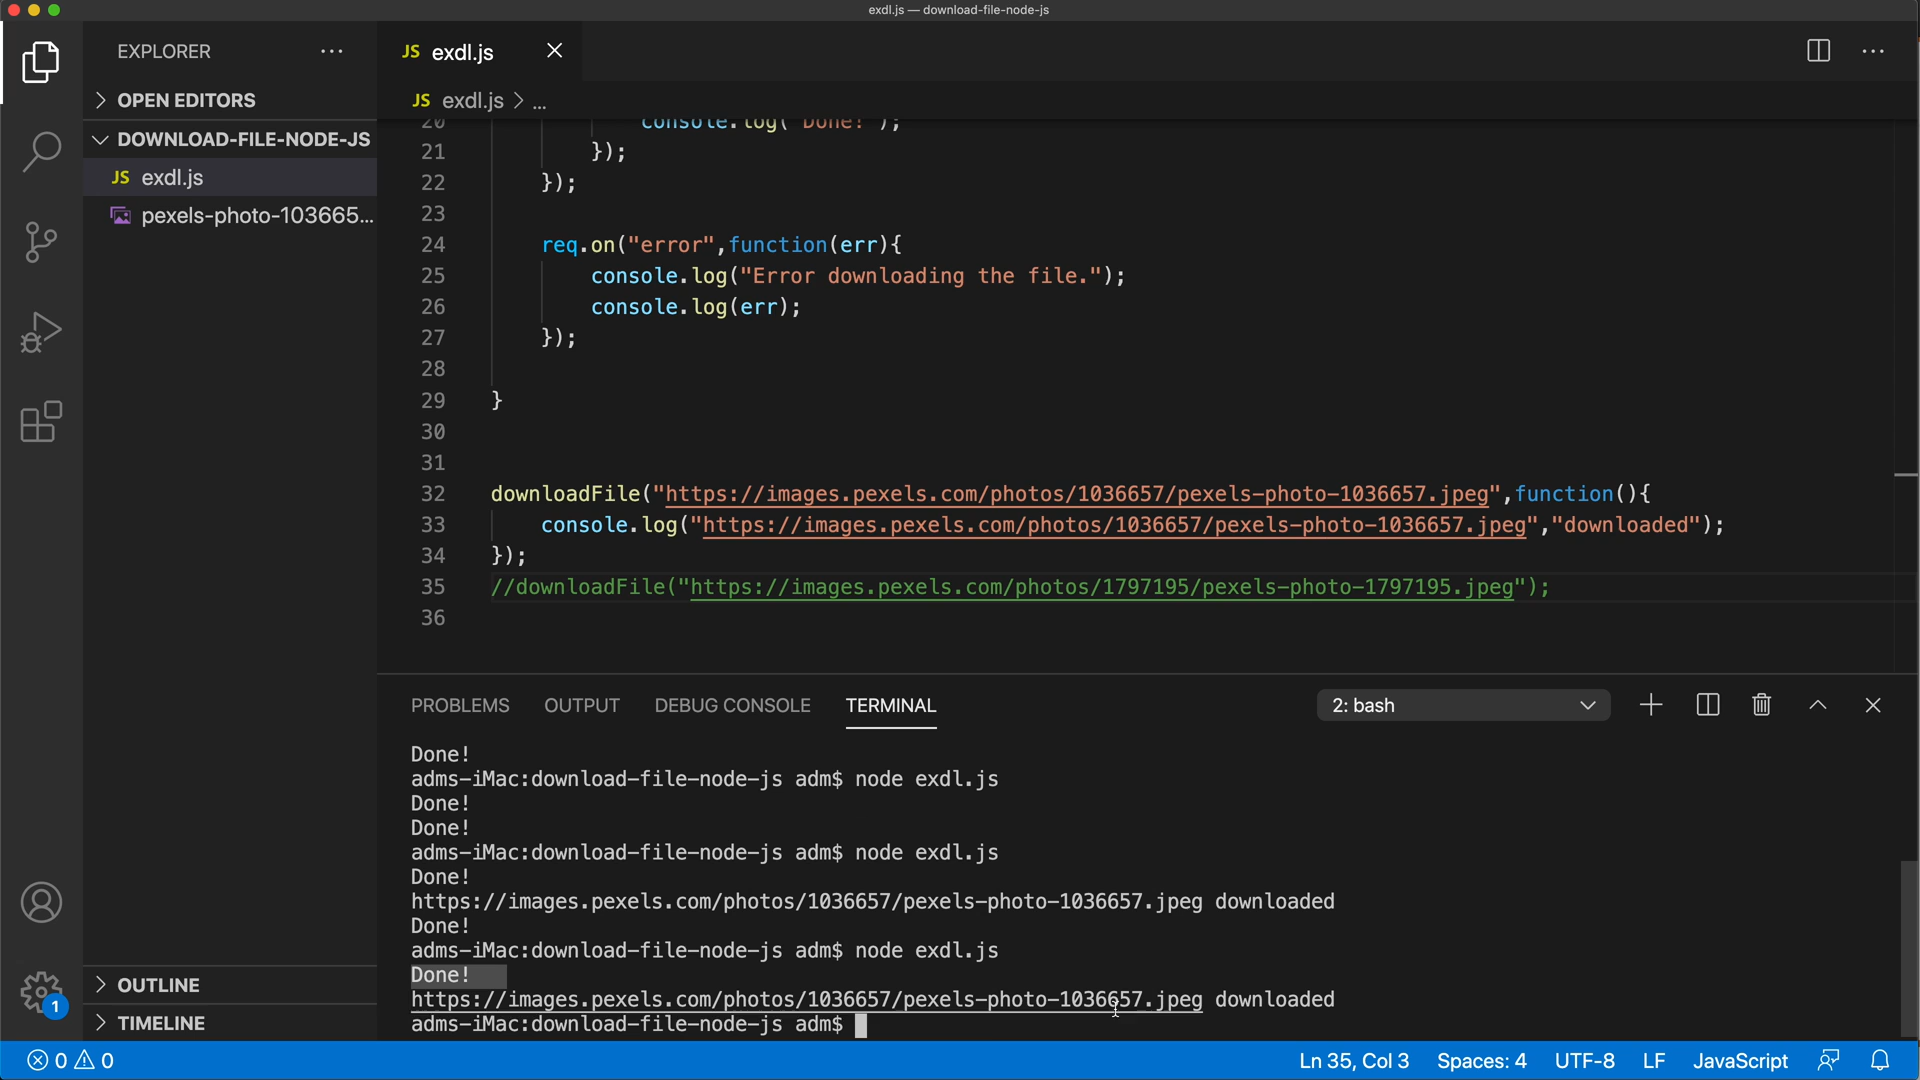 exdl.js — download-file-node-js
EXPLORER
OPEN EDITORS
DOWNLOAD-FILE-NODE-JS
JS exdl.js
pexels-photo-103665...
OUTLINE
TIMELINE
1
JS exdl.js
JS exdl.js > ...
20 console.log("Done!");
21 });
22 });
23
24 req.on("error",function(err){
25 console.log("Error downloading the file.");
26 console.log(err);
27 });
28
29 }
30
31
32 downloadFile("https://images.pexels.com/photos/1036657/pexels-photo-1036657.jpeg",function(){
33 console.log("https://images.pexels.com/photos/1036657/pexels-photo-1036657.jpeg","downloaded");
34 });
35 //downloadFile("https://images.pexels.com/photos/1797195/pexels-photo-1797195.jpeg");
36
PROBLEMS OUTPUT DEBUG CONSOLE TERMINAL 2: bash
Done!
adms-iMac:download-file-node-js adm$ node exdl.js
Done!
Done!
adms-iMac:download-file-node-js adm$ node exdl.js
Done!
https://images.pexels.com/photos/1036657/pexels-photo-1036657.jpeg downloaded
Done!
adms-iMac:download-file-node-js adm$ node exdl.js
Done!
https://images.pexels.com/photos/1036657/pexels-photo-1036657.jpeg downloaded
adms-iMac:download-file-node-js adm$
0 0 Ln 35, Col 3 Spaces: 4 UTF-8 LF JavaScript